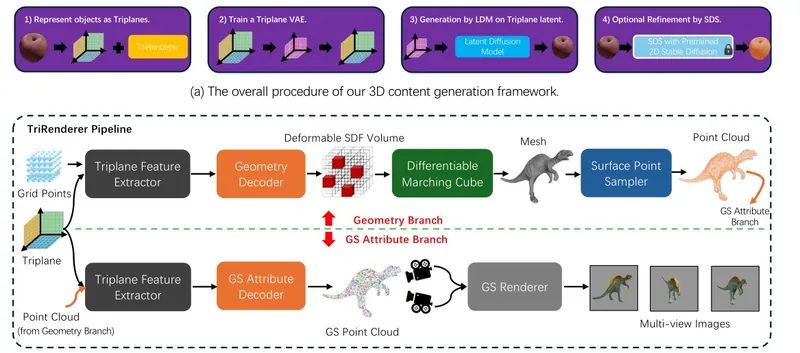 1) Represent objects as Triplanes.
TriRenderer
2) Train a Triplane VAE.
3) Generation by LDM on Triplane latent.
Latent Diffusion
Model
4) Optional Refinement by SDS.
SDS with Pretrained
2D Stable Diffusion
(a) The overall procedure of our 3D content generation framework.
TriRenderer Pipeline
Grid Points
Triplane Feature
Extractor
Geometry
Decoder
Deformable SDF Volume
Differentiable
Marching Cube
Mesh
Surface Point
Sampler
Point Cloud
GS Attribute
Branch
Geometry Branch
GS Attribute Branch
Triplane
Point Cloud
(from Geometry Branch)
Triplane Feature
Extractor
GS Attribute
Decoder
GS Point Cloud
GS Renderer
Multi-view Images